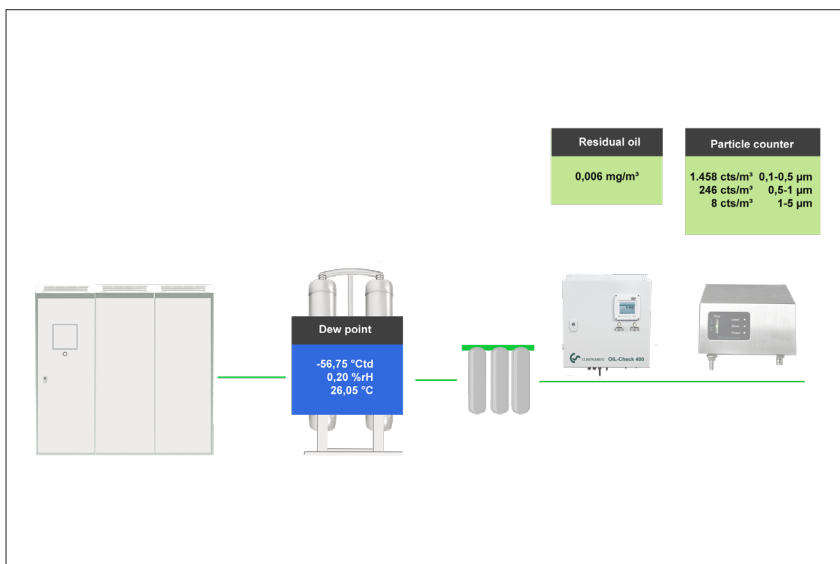 Residual oil
0,006 mg/m³
Particle counter
1.458 cts/m³ 0,1-0,5 µm
246 cts/m³ 0,5-1 µm
8 cts/m³ 1-5 µm
Dew point
-56,75 °Ctd
0,20 %rH
26,05 °C
CS INSTRUMENTS OIL-Check 400